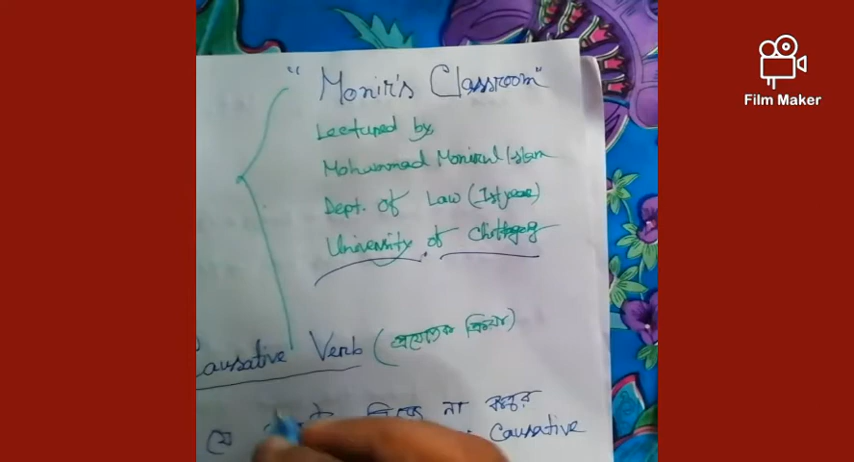 "Monir's Classroom"
Lectured by,
Mohammad Monirul Islam
Dept. of Law (1st year)
University of Chittagong
Causative Verb (প্রযোজক ক্রিয়া)
যে না করে
Causative
Film Maker